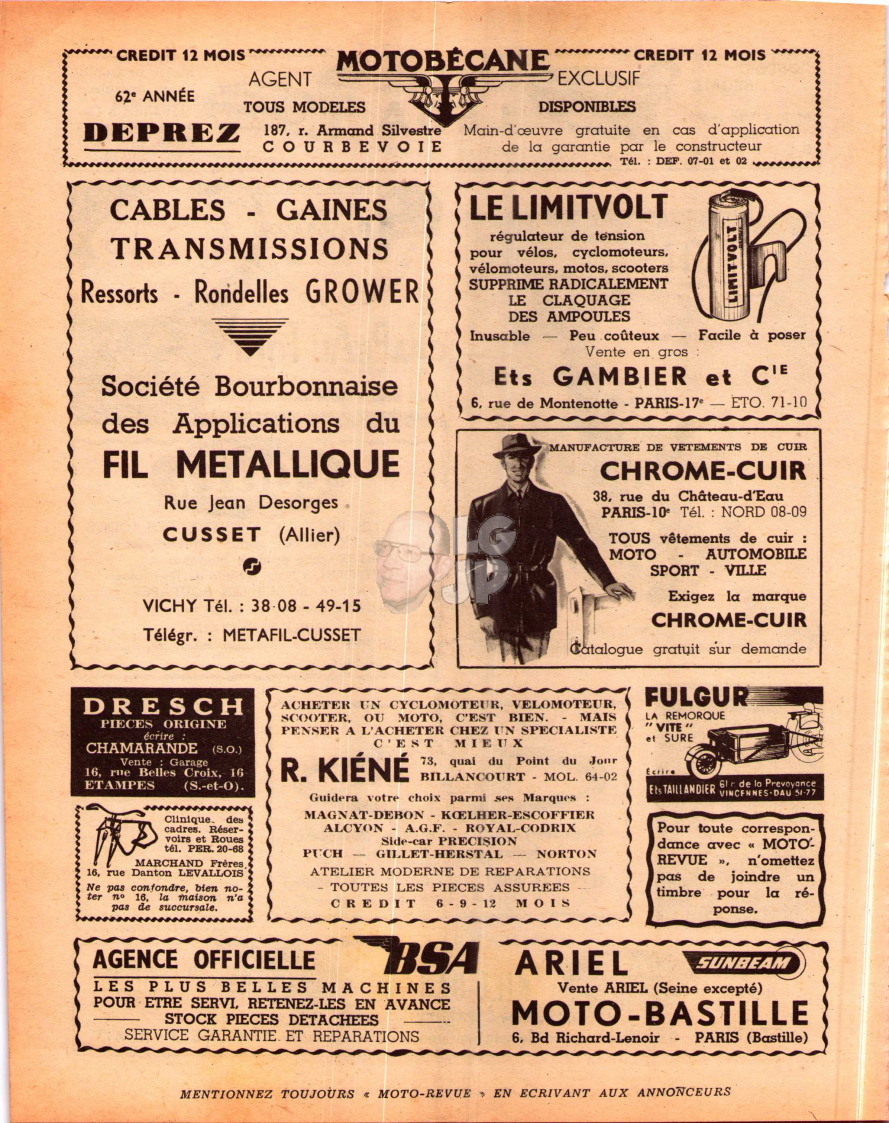 CREDIT 12 MOIS
MOTOBÉCANE
CREDIT 12 MOIS
AGENT
EXCLUSIF
62e ANNÉE
TOUS MODELES
DISPONIBLES
DEPREZ
187, r. Armand Silvestre
COURBEVOIE
Main-d'œuvre gratuite en cas d'application
de la garantie par le constructeur
Tél. : DEF. 07-01 et 02
CABLES - GAINES
TRANSMISSIONS
Ressorts - Rondelles GROWER
Société Bourbonnaise
des Applications du
FIL METALLIQUE
Rue Jean Desorges
CUSSET (Allier)
VICHY Tél. : 38-08 - 49-15
Télégr. : METAFIL-CUSSET
LE LIMITVOLT
régulateur de tension
pour vélos, cyclomoteurs,
vélomoteurs, motos, scooters
SUPPRIME RADICALEMENT
LE CLAQUAGE
DES AMPOULES
LIMITVOLT
Inusable — Peu coûteux — Facile à poser
Vente en gros :
Ets GAMBIER et CIE
6, rue de Montenotte - PARIS-17e — ETO. 71-10
MANUFACTURE DE VETEMENTS DE CUIR
CHROME-CUIR
38, rue du Château-d'Eau
PARIS-10e Tél. : NORD 08-09
TOUS vêtements de cuir :
MOTO - AUTOMOBILE
SPORT - VILLE
Exigez la marque
CHROME-CUIR
Catalogue gratuit sur demande
LG
JP
DRESCH
PIECES ORIGINE
écrire :
CHAMARANDE (S.O.)
Vente : Garage
16, rue Belles Croix, 16
ETAMPES (S.-et-O).
Clinique des
cadres. Réser-
voirs et Roues
tél. PER. 20-68
MARCHAND Frères
16, rue Danton LEVALLOIS
Ne pas confondre, bien no-
ter n° 16, la maison n'a
pas de succursale.
ACHETER UN CYCLOMOTEUR, VELOMOTEUR,
SCOOTER, OU MOTO, C'EST BIEN. - MAIS
PENSER A L'ACHETER CHEZ UN SPECIALISTE
C'EST MIEUX
R. KIÉNÉ
73, quai du Point du Jour
BILLANCOURT - MOL. 64-02
Guidera votre choix parmi ses Marques :
MAGNAT-DEBON - KŒLHER-ESCOFFIER
ALCYON - A.G.F. - ROYAL-CODRIX
Side-car PRECISION
PUCH — GILLET-HERSTAL — NORTON
ATELIER MODERNE DE REPARATIONS
- TOUTES LES PIECES ASSUREES -
CREDIT 6-9-12 MOIS
FULGUR
LA REMORQUE
"VITE"
et SURE
Ecrire
Ets TAILLANDIER 61 r. de la Prevoyance
VINCENNES-DAU 51-77
Pour toute correspon-
dance avec « MOTO-
REVUE », n'omettez
pas de joindre un
timbre pour la ré-
ponse.
AGENCE OFFICIELLE
BSA
LES PLUS BELLES MACHINES
POUR ETRE SERVI, RETENEZ-LES EN AVANCE
STOCK PIECES DETACHEES
SERVICE GARANTIE ET REPARATIONS
ARIEL
SUNBEAM
Vente ARIEL (Seine excepté)
MOTO-BASTILLE
6, Bd Richard-Lenoir - PARIS (Bastille)
MENTIONNEZ TOUJOURS « MOTO-REVUE » EN ECRIVANT AUX ANNONCEURS